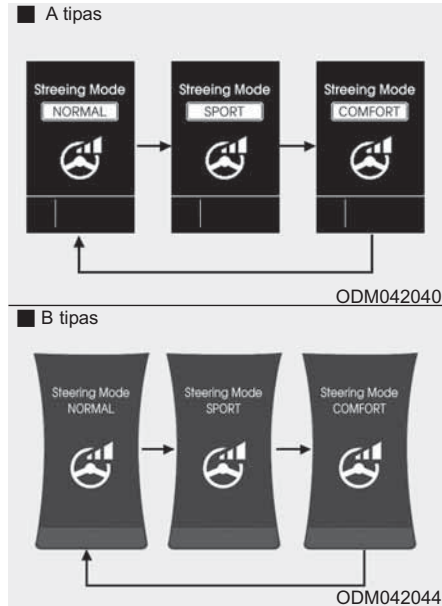 ■ A tipas
Streeing Mode Streeing Mode Streeing Mode
NORMAL SPORT COMFORT
ODM042040
■ B tipas
Steering Mode Steering Mode Steering Mode
NORMAL SPORT COMFORT
ODM042044